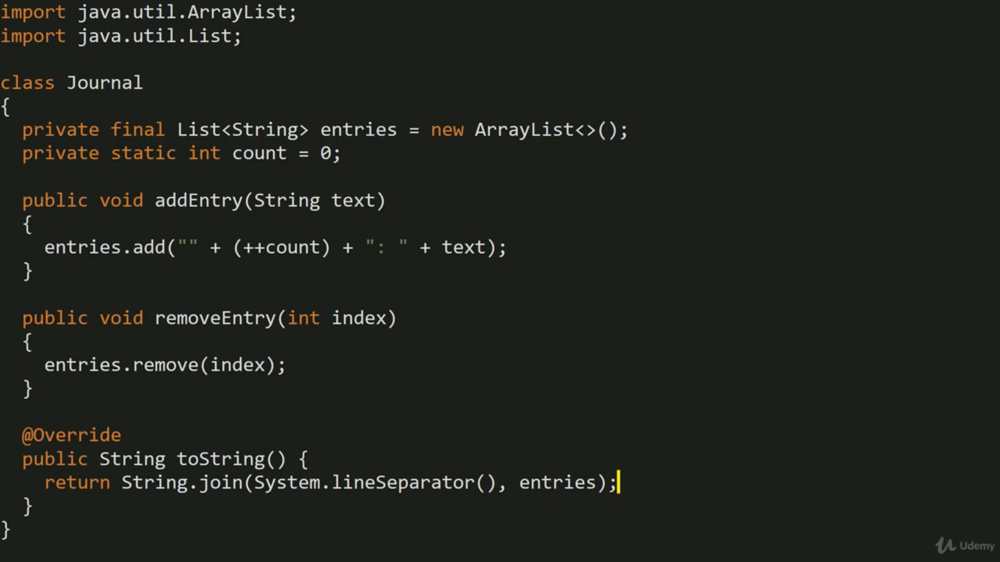 import java.util.ArrayList;
import java.util.List;
class Journal
{
private final List<String> entries = new ArrayList<>();
private static int count = 0;
public void addEntry(String text)
{
entries.add("" + (++count) + ": " + text);
}
public void removeEntry(int index)
{
entries.remove(index);
}
@Override
public String toString() {
return String.join(System.lineSeparator(), entries);
}
}
Udemy